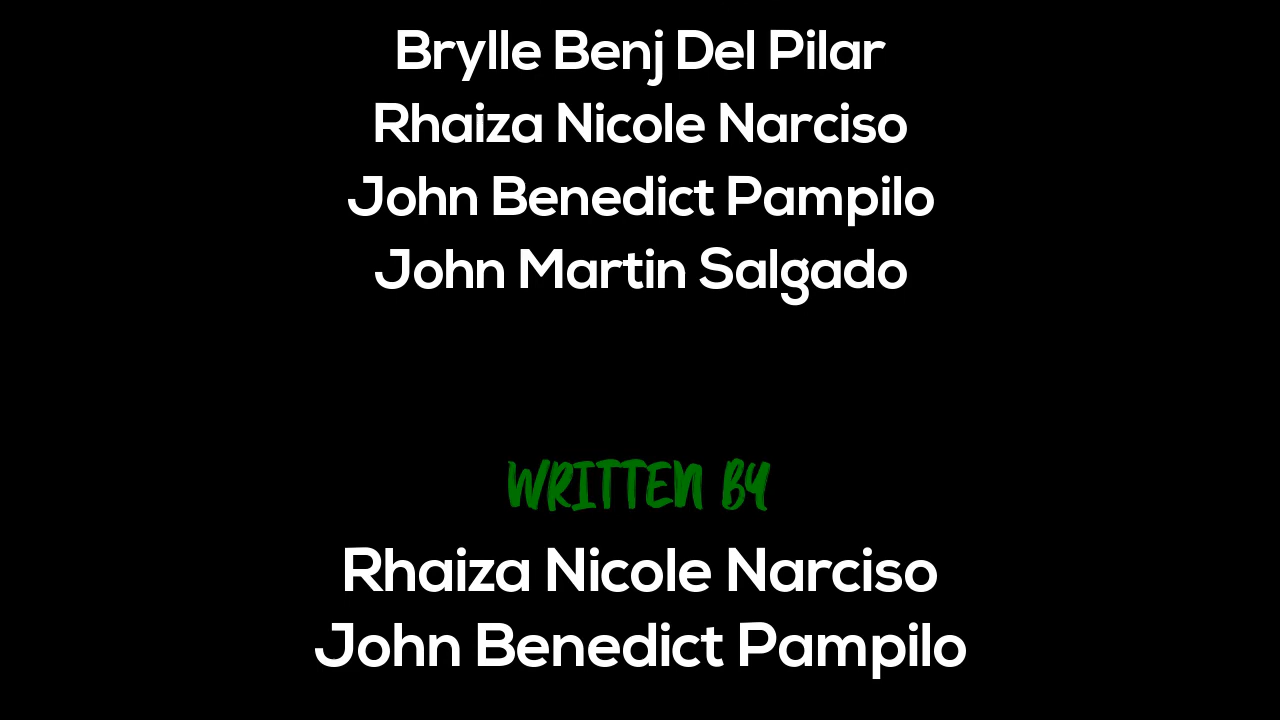 Brylle Benj Del Pilar
Rhaiza Nicole Narciso
John Benedict Pampilo
John Martin Salgado
WRITTEN BY
Rhaiza Nicole Narciso
John Benedict Pampilo